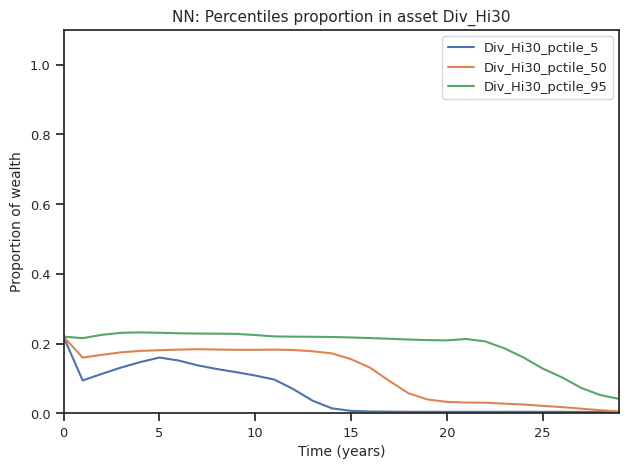 NN: Percentiles proportion in asset Div_Hi30
Div_Hi30_pctile_5
Div_Hi30_pctile_50
Div_Hi30_pctile_95
Proportion of wealth
1.0
0.8
0.6
0.4
0.2
0.0
0 5 10 15 20 25
Time (years)